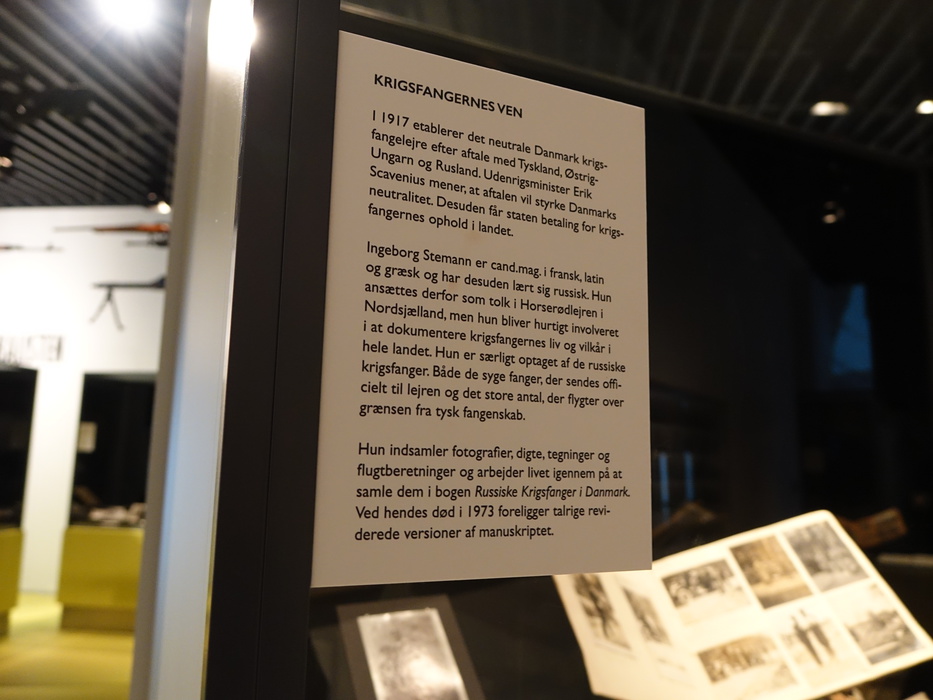 KRIGSFANGERNES VEN
I 1917 etablerer det neutrale Danmark krigs-
fangelejre efter aftale med Tyskland, Østrig-
Ungarn og Rusland. Udenrigsminister Erik
Scavenius mener, at aftalen vil styrke Danmarks
neutralitet. Desuden får staten betaling for krigs-
fangernes ophold i landet.
Ingeborg Stemann er cand.mag. i fransk, latin
og græsk og har desuden lært sig russisk. Hun
ansættes derfor som tolk i Horserødlejren i
Nordsjælland, men hun bliver hurtigt involveret
i at dokumentere krigsfangernes liv og vilkår i
hele landet. Hun er særligt optaget af de russiske
krigsfanger. Både de syge fanger, der sendes offi-
cielt til lejren og det store antal, der flygter over
grænsen fra tysk fangenskab.
Hun indsamler fotografier, digte, tegninger og
flugtberetninger og arbejder livet igennem på at
samle dem i bogen Russiske Krigsfanger i Danmark.
Ved hendes død i 1973 foreligger talrige revi-
derede versioner af manuskriptet.